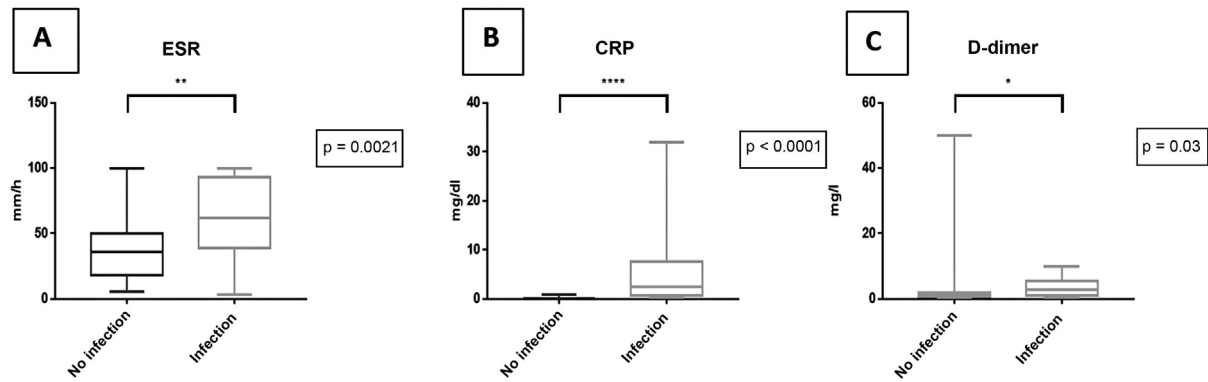 A
ESR
**
150
100
50
0
mm/h
p = 0.0021
No infection
Infection
B
CRP
****
40
30
20
10
0
mg/dl
p < 0.0001
No infection
Infection
C
D-dimer
*
60
40
20
0
mg/l
p = 0.03
No infection
Infection